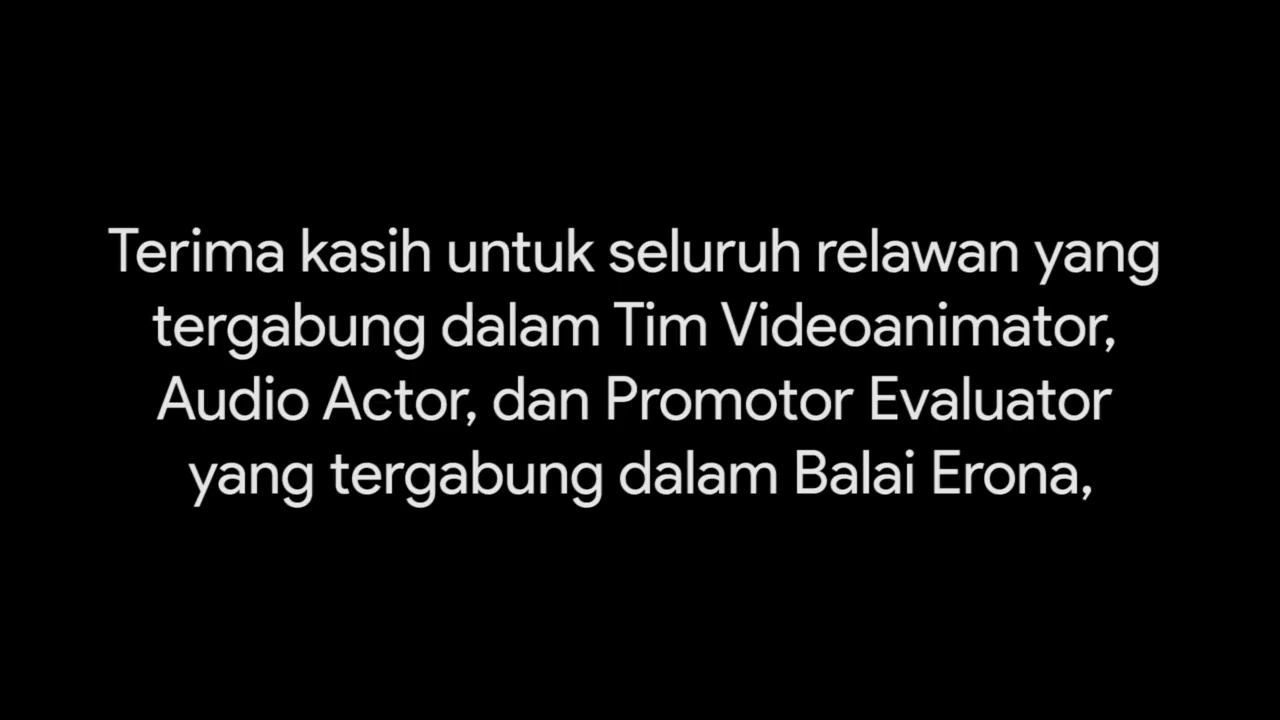 Terima kasih untuk seluruh relawan yang
tergabung dalam Tim Videoanimator,
Audio Actor, dan Promotor Evaluator
yang tergabung dalam Balai Erona,